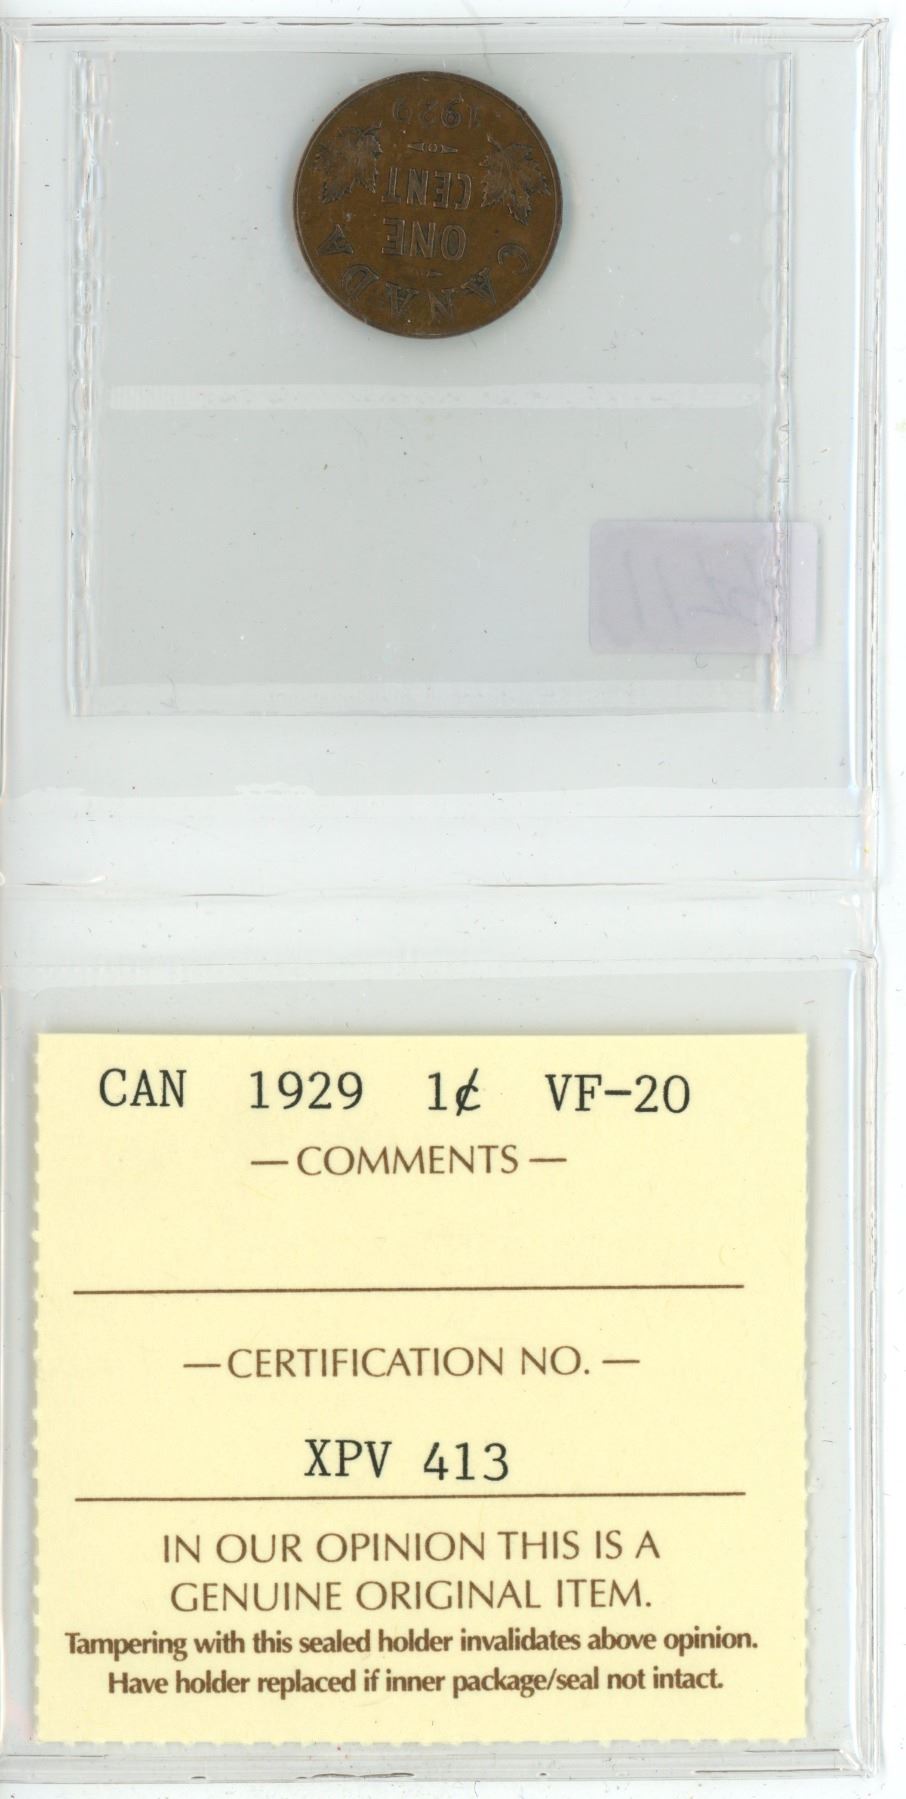 CANADA
ONE
CENT
1929
CAN 1929 1¢ VF-20
— COMMENTS —
— CERTIFICATION NO. —
XPV 413
IN OUR OPINION THIS IS A
GENUINE ORIGINAL ITEM.
Tampering with this sealed holder invalidates above opinion.
Have holder replaced if inner package/seal not intact.